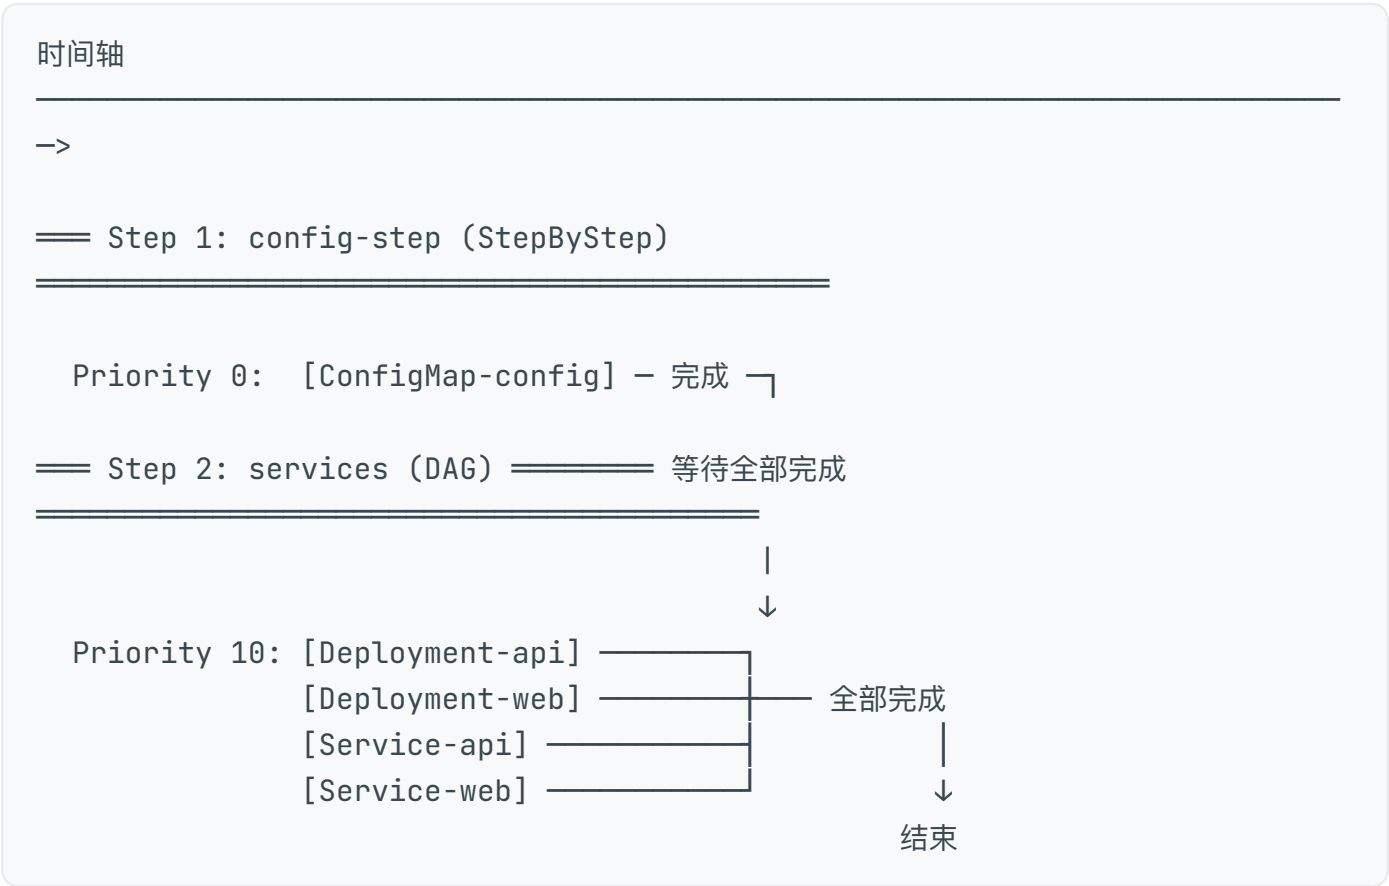 时间轴
──────────────────────────────────────────────────────────────────────────
─>
═══ Step 1: config-step (StepByStep)
═════════════════════════════════════════════
Priority 0:  [ConfigMap-config] ─ 完成 ─┐
═══ Step 2: services (DAG) ════════ 等待全部完成
═════════════════════════════════════════
│
↓
Priority 10: [Deployment-api] ────────┐
[Deployment-web] ────────┼─── 全部完成
[Service-api] ───────────┤          │
[Service-web] ───────────┘          ↓
结束